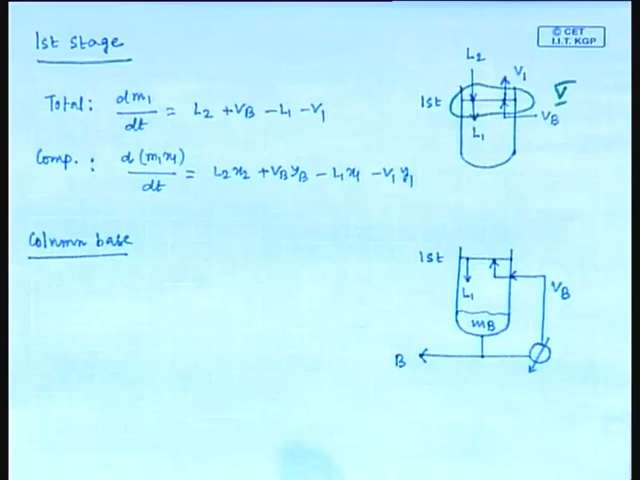 1st stage
© CET
I.I.T. KGP
Total: dm1/dt = L2 + VB - L1 - V1
Comp.: d(m1x1)/dt = L2x2 + VByB - L1x1 - V1y1
L2
V1
1st
V
VB
L1
Column base
1st
L1
VB
mB
B